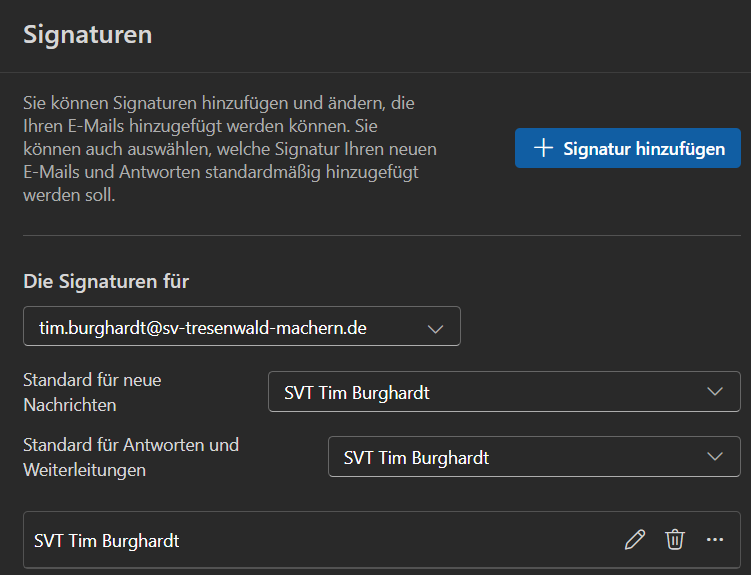 Signaturen
Sie können Signaturen hinzufügen und ändern, die
Ihren E-Mails hinzugefügt werden können. Sie
können auch auswählen, welche Signatur Ihren neuen
E-Mails und Antworten standardmäßig hinzugefügt
werden soll.
Signatur hinzufügen
Die Signaturen für
tim.burghardt@sv-tresenwald-machern.de
Standard für neue
Nachrichten
SVT Tim Burghardt
Standard für Antworten und
Weiterleitungen
SVT Tim Burghardt
SVT Tim Burghardt